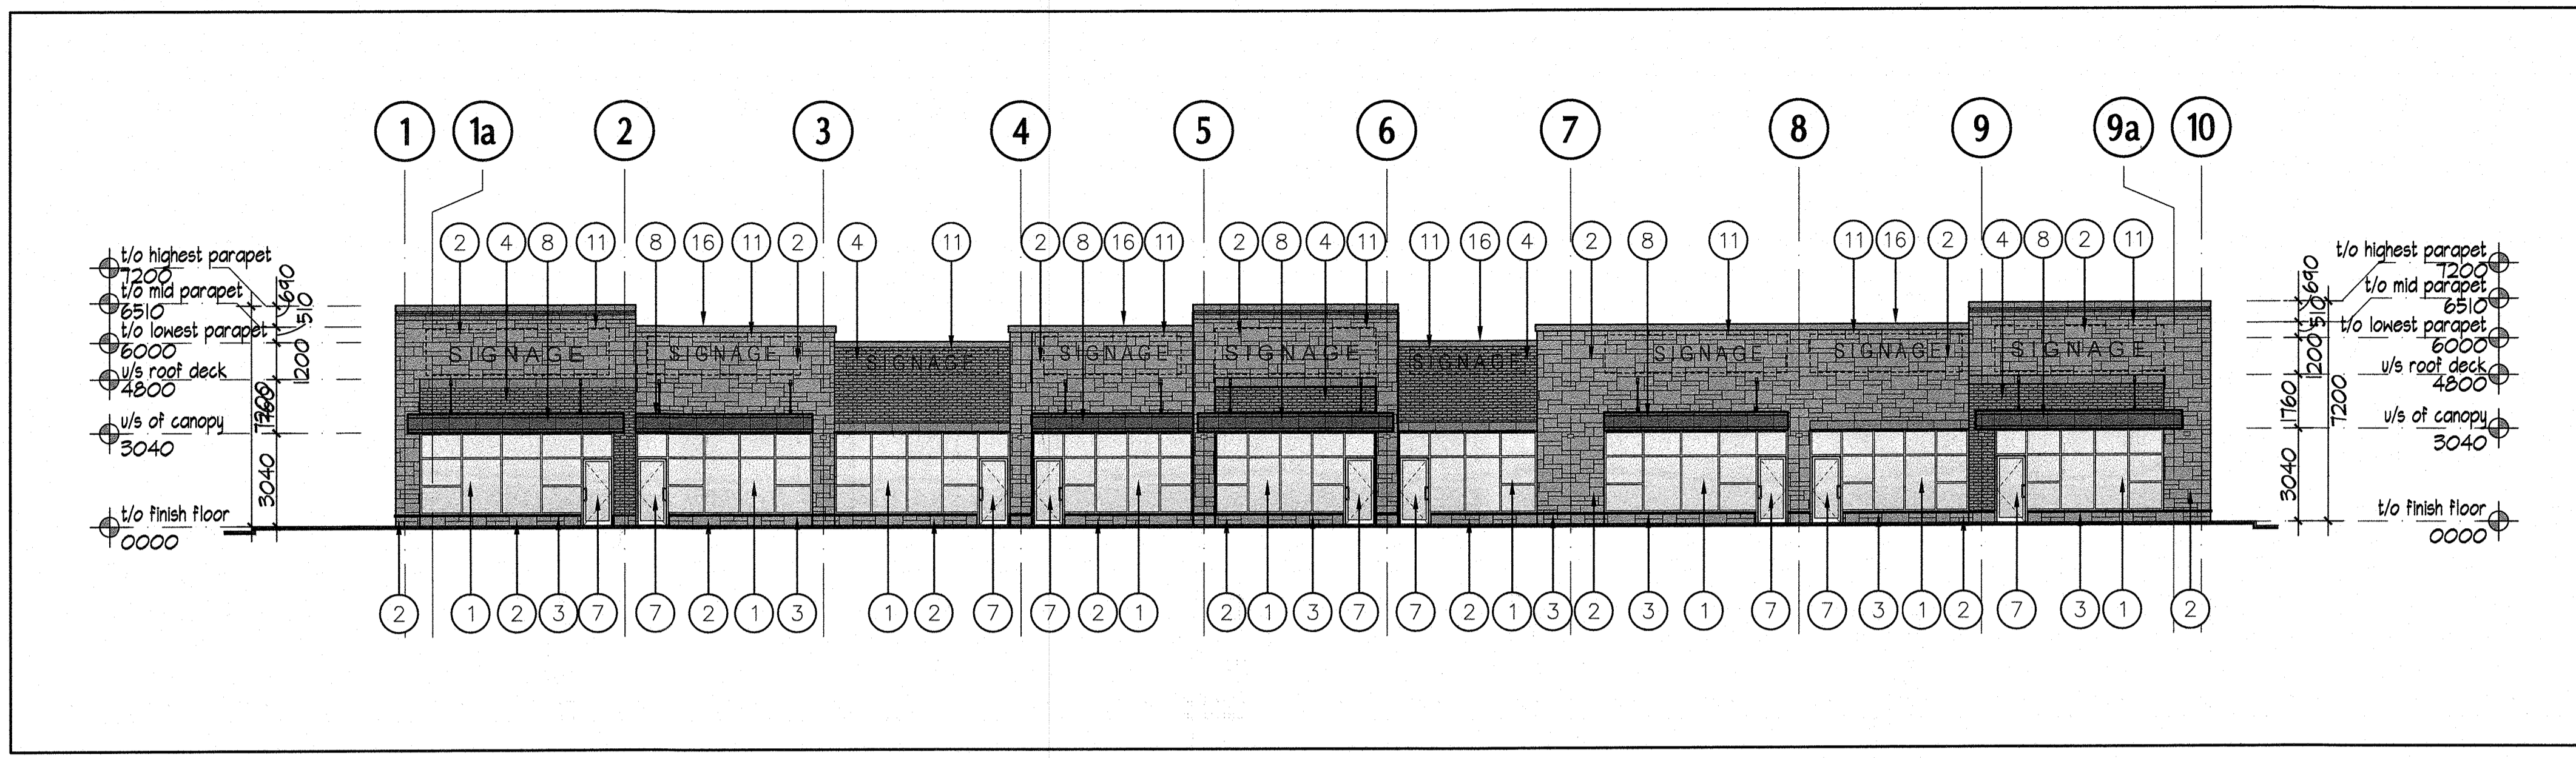 1 1a 2 3 4 5 6 7 8 9 9a 10
2 4 8 11 8 16 11 2 4 11 2 8 16 11 2 8 4 11 11 16 4 2 8 11 11 16 2 4 8 2 11
t/o highest parapet
7200
t/o mid parapet
6510
t/o lowest parapet
6000
u/s roof deck
4800
u/s of canopy
3040
t/o finish floor
0000
690
510
1200
7200
1760
3040
SIGNAGE SIGNAGE SIGNAGE SIGNAGE SIGNAGE SIGNAGE SIGNAGE SIGNAGE SIGNAGE
t/o highest parapet
7200
t/o mid parapet
6510
t/o lowest parapet
6000
u/s roof deck
4800
u/s of canopy
3040
t/o finish floor
0000
690
510
1200
1760
7200
3040
2 1 2 3 7 7 2 1 3 1 2 7 7 2 1 2 1 3 7 7 2 1 3 2 3 1 7 7 3 1 2 7 3 1 2